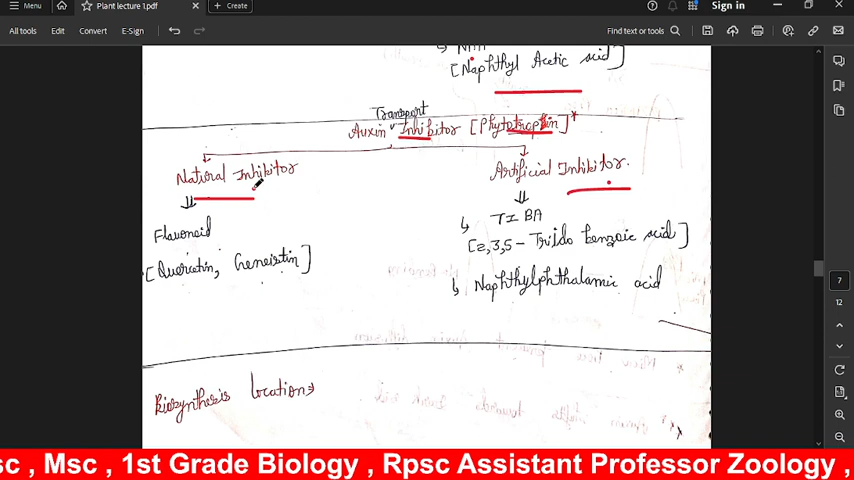 Menu
Plant lecture 1.pdf
Create
Sign in
All tools Edit Convert E-Sign
Find text or tools
[Naphthyl Acetic acid]
Transport
Auxin Inhibitor [Phytotropin]*
Natural Inhibitor
Artificial Inhibitor.
Flavonoid
[Quercetin, Geneistin]
TIBA
[2,3,5 - Triido benzoic acid]
Naphthylphthalamic acid
Biosynthesis location
7
12
sc , Msc , 1st Grade Biology , Rpsc Assistant Professor Zoology ,